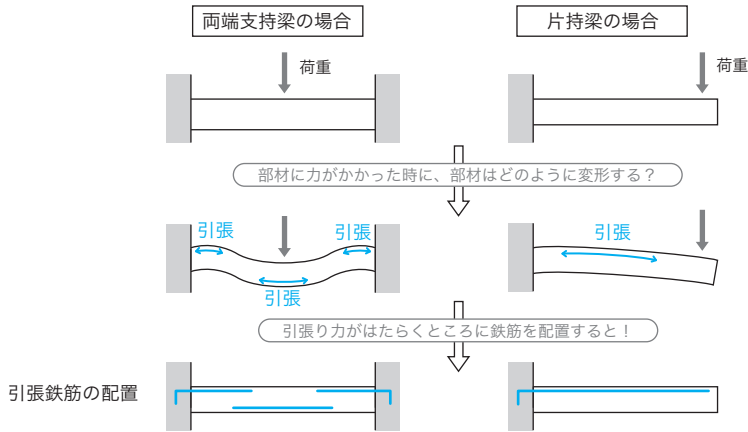 両端支持梁の場合
片持梁の場合
荷重
荷重
部材に力がかかった時に、部材はどのように変形する?
引張
引張
引張
引張
引張り力がはたらくところに鉄筋を配置すると！
引張鉄筋の配置